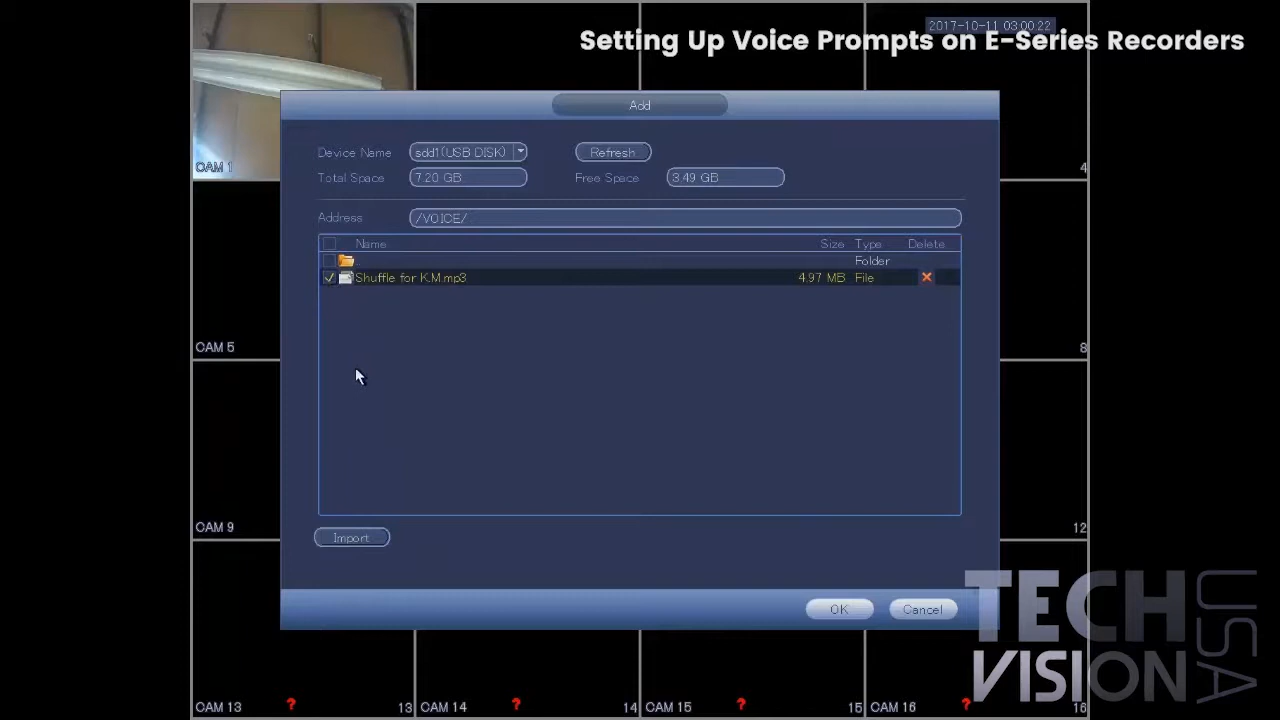 2017-10-11 03:00:22
Setting Up Voice Prompts on E-Series Recorders
Add
Device Name sdd1(USB DISK) Refresh
CAM 1 4
Total Space 7.20 GB Free Space 3.49 GB
Address /VOICE/
Name Size Type Delete
. Folder
Shuffle for K.M.mp3 4.97 MB File
CAM 5 8
CAM 9 12
Import
OK Cancel
TECH
VISION
USA
CAM 13 ? 13 CAM 14 ? 14 CAM 15 ? 15 CAM 16 ? 16